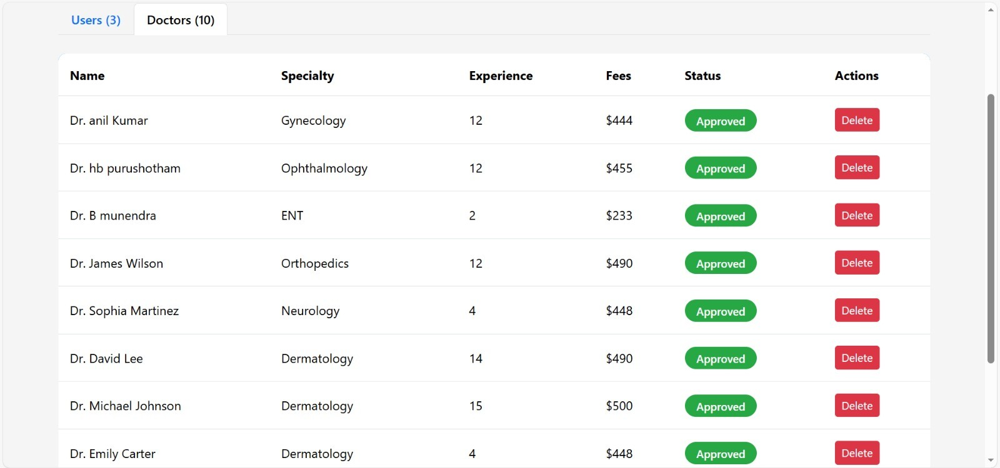 Users (3) Doctors (10)
Name Specialty Experience Fees Status Actions
Dr. anil Kumar Gynecology 12 $444 Approved Delete
Dr. hb purushotham Ophthalmology 12 $455 Approved Delete
Dr. B munendra ENT 2 $233 Approved Delete
Dr. James Wilson Orthopedics 12 $490 Approved Delete
Dr. Sophia Martinez Neurology 4 $448 Approved Delete
Dr. David Lee Dermatology 14 $490 Approved Delete
Dr. Michael Johnson Dermatology 15 $500 Approved Delete
Dr. Emily Carter Dermatology 4 $448 Approved Delete